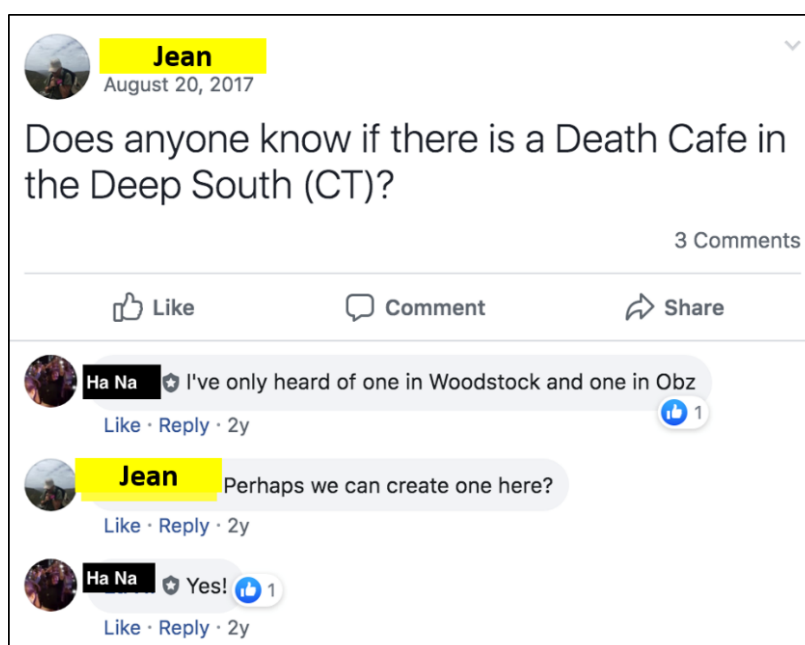 Jean
August 20, 2017
Does anyone know if there is a Death Cafe in
the Deep South (CT)?
3 Comments
Like Comment Share
Ha Na I've only heard of one in Woodstock and one in Obz
1
Like · Reply · 2y
Jean Perhaps we can create one here?
Like · Reply · 2y
Ha Na Yes! 1
Like · Reply · 2y